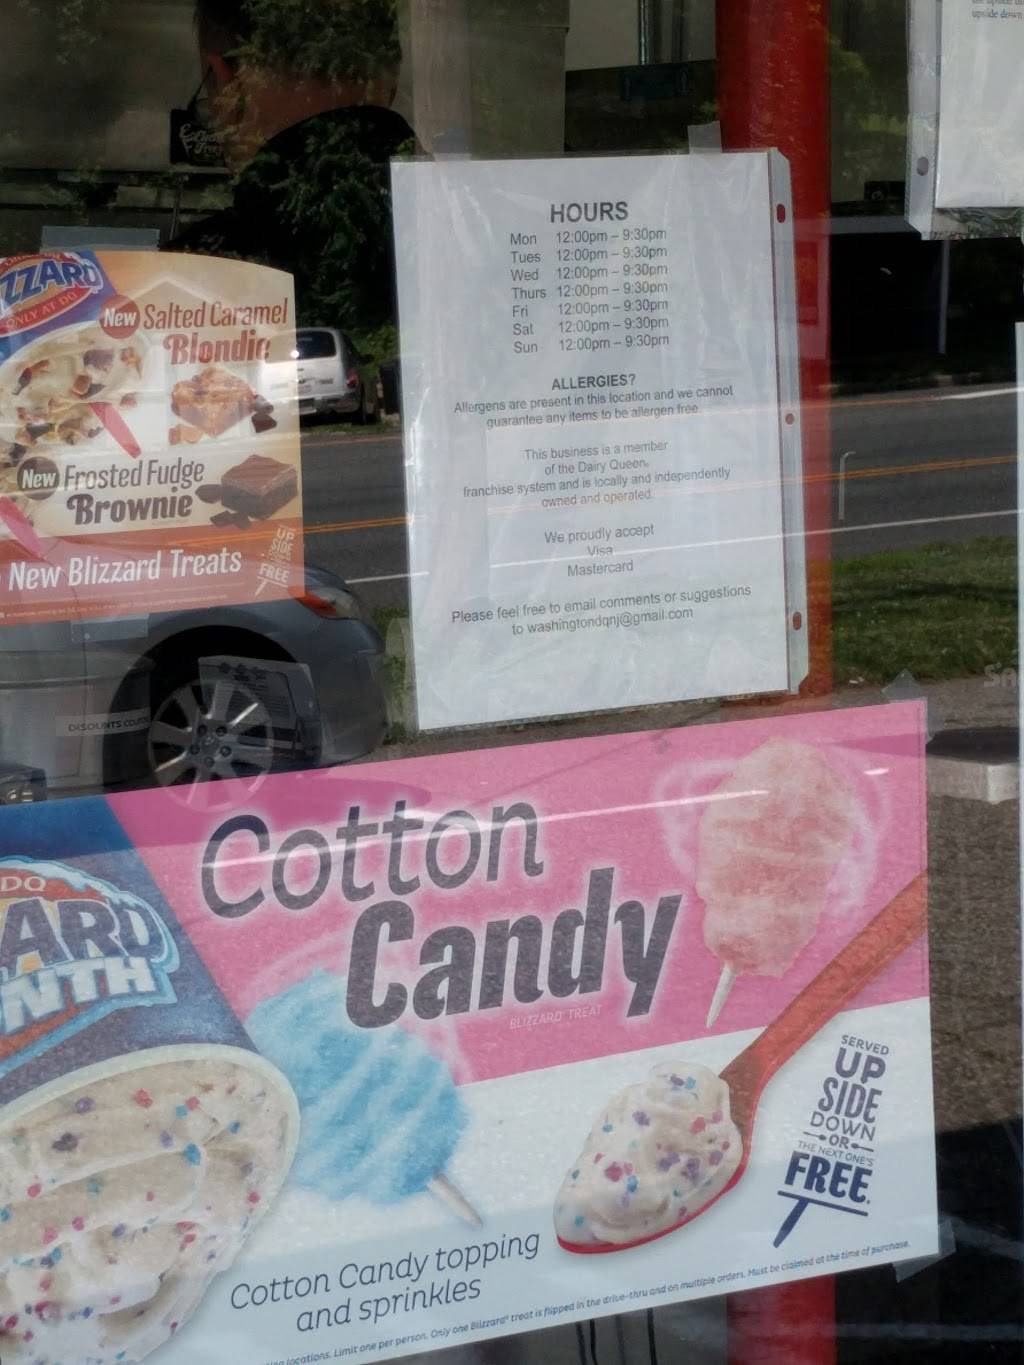 upside down
HOURS
Mon 12:00pm – 9:30pm
Tues 12:00pm – 9:30pm
Wed 12:00pm – 9:30pm
Thurs 12:00pm – 9:30pm
Fri 12:00pm – 9:30pm
Sat 12:00pm – 9:30pm
Sun 12:00pm – 9:30pm
ALLERGIES?
Allergens are present in this location and we cannot
guarantee any items to be allergen free.
This business is a member
of the Dairy Queen®
franchise system and is locally and independently
owned and operated.
We proudly accept
Visa
Mastercard
Please feel free to email comments or suggestions
to washingtondqnj@gmail.com
ZZARD
ONLY AT DQ
New Salted Caramel
Blondie
New Frosted Fudge
Brownie
New Blizzard Treats
UP
SIDE
DOWN
FREE
DISCOUNTS
DQ
ARD
NTH
Cotton
Candy
BLIZZARD® TREAT
SERVED
UP
SIDE
DOWN
OR
THE NEXT ONE'S
FREE.
Cotton Candy topping
and sprinkles
locations. Limit one per person. Only one Blizzard® treat is flipped in the drive-thru and on multiple orders. Must be claimed at the time of purchase.